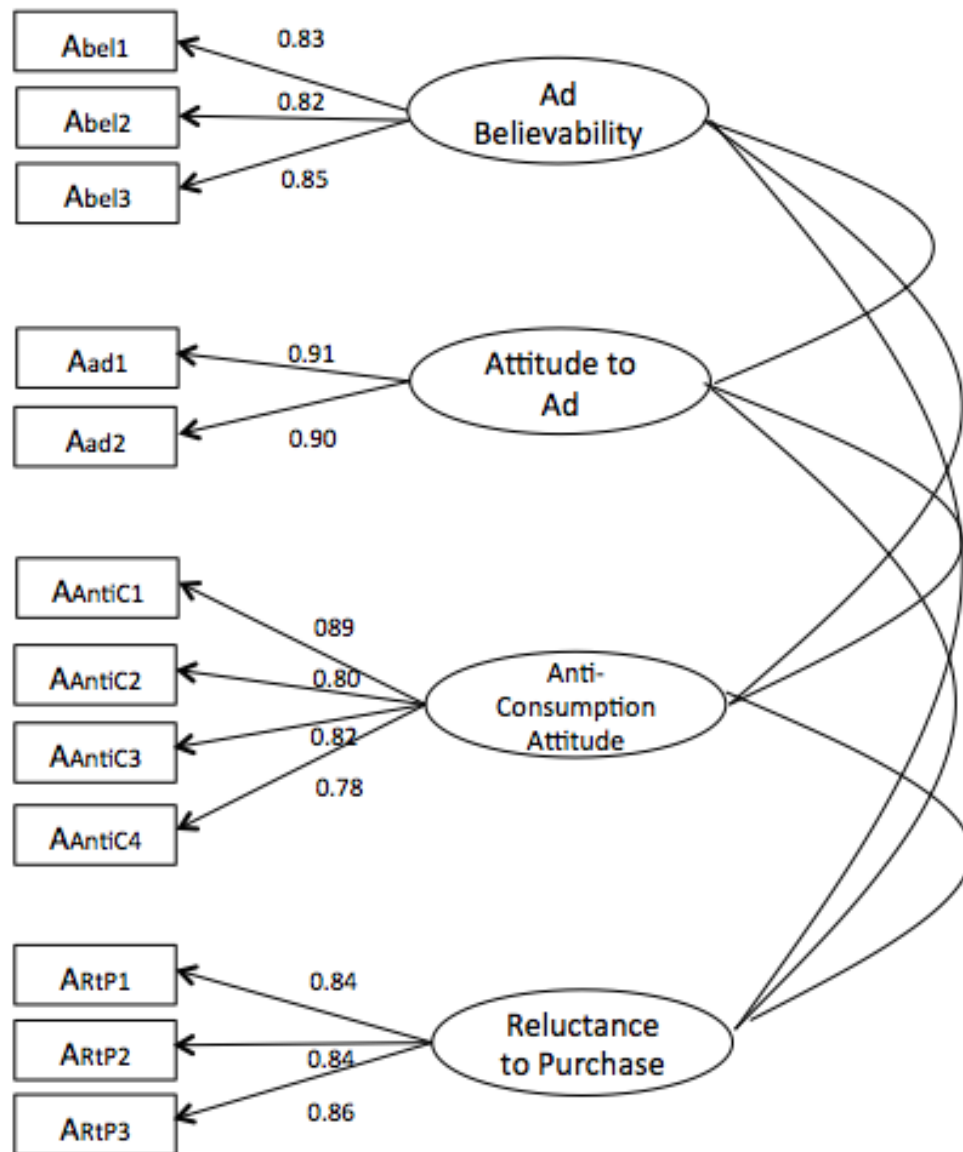 Abel1
0.83
Ad
Believability
Abel2
0.82
Abel3
0.85
Aad1
0.91
Attitude to
Ad
Aad2
0.90
AAntiC1
089
AAntiC2
0.80
Anti-
Consumption
Attitude
AAntiC3
0.82
0.78
AAntiC4
ARtP1
0.84
Reluctance
to Purchase
ARtP2
0.84
0.86
ARtP3